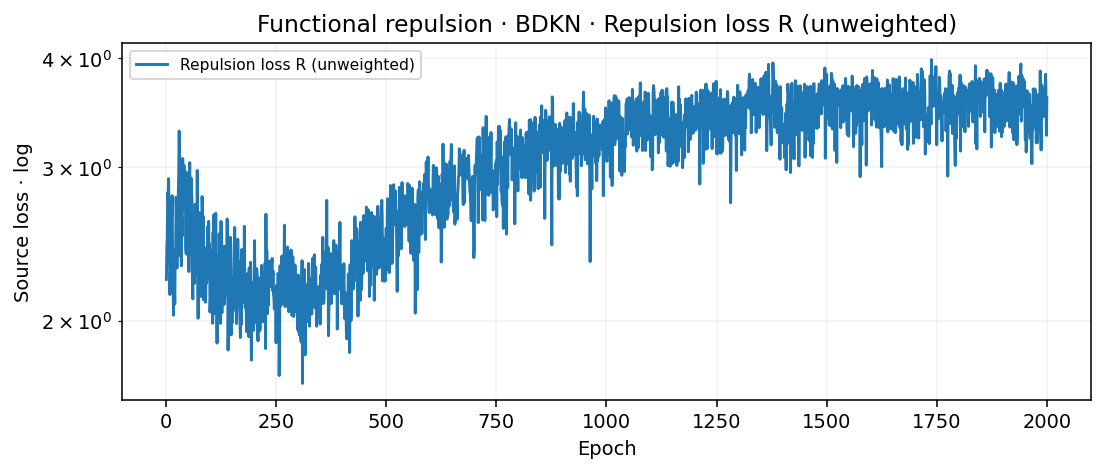 Functional repulsion · BDKN · Repulsion loss R (unweighted)
Repulsion loss R (unweighted)
Source loss · log
4 × 10⁰
3 × 10⁰
2 × 10⁰
0 250 500 750 1000 1250 1500 1750 2000
Epoch